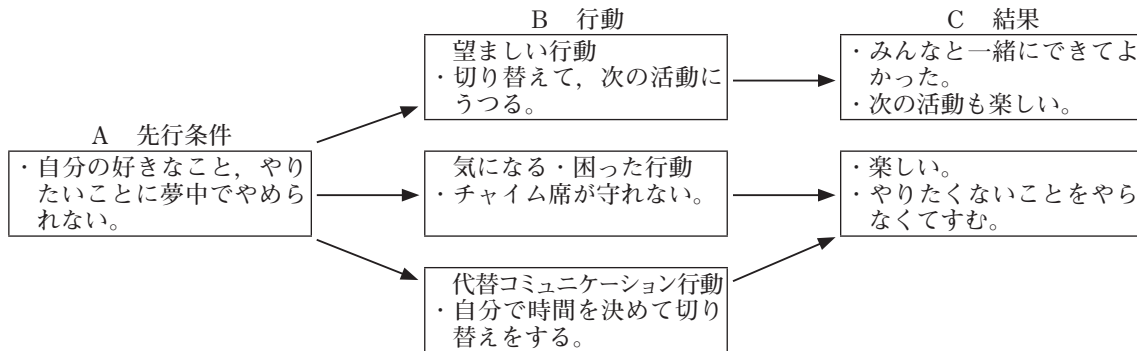 A 先行条件
・自分の好きなこと,やり
たいことに夢中でやめら
れない。
B 行動
望ましい行動
・切り替えて,次の活動に
うつる。
気になる・困った行動
・チャイム席が守れない。
代替コミュニケーション行動
・自分で時間を決めて切り
替えをする。
C 結果
・みんなと一緒にできてよ
かった。
・次の活動も楽しい。
・楽しい。
・やりたくないことをやら
なくてすむ。